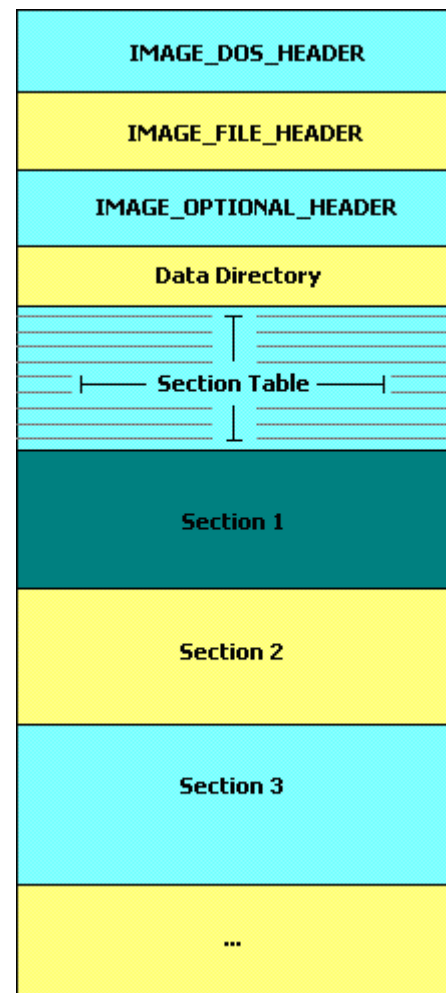 IMAGE_DOS_HEADER
IMAGE_FILE_HEADER
IMAGE_OPTIONAL_HEADER
Data Directory
Section Table
Section 1
Section 2
Section 3
...